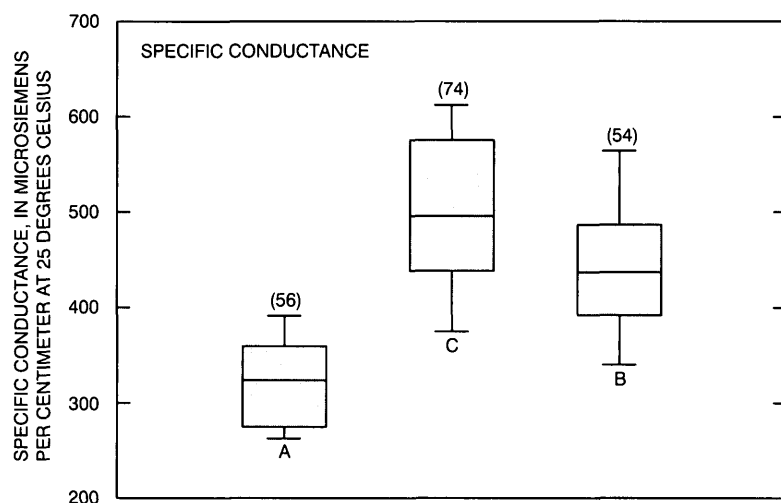 SPECIFIC CONDUCTANCE, IN MICROSIEMENS
PER CENTIMETER AT 25 DEGREES CELSIUS
700
600
500
400
300
200
SPECIFIC CONDUCTANCE
(56)
A
(74)
C
(54)
B